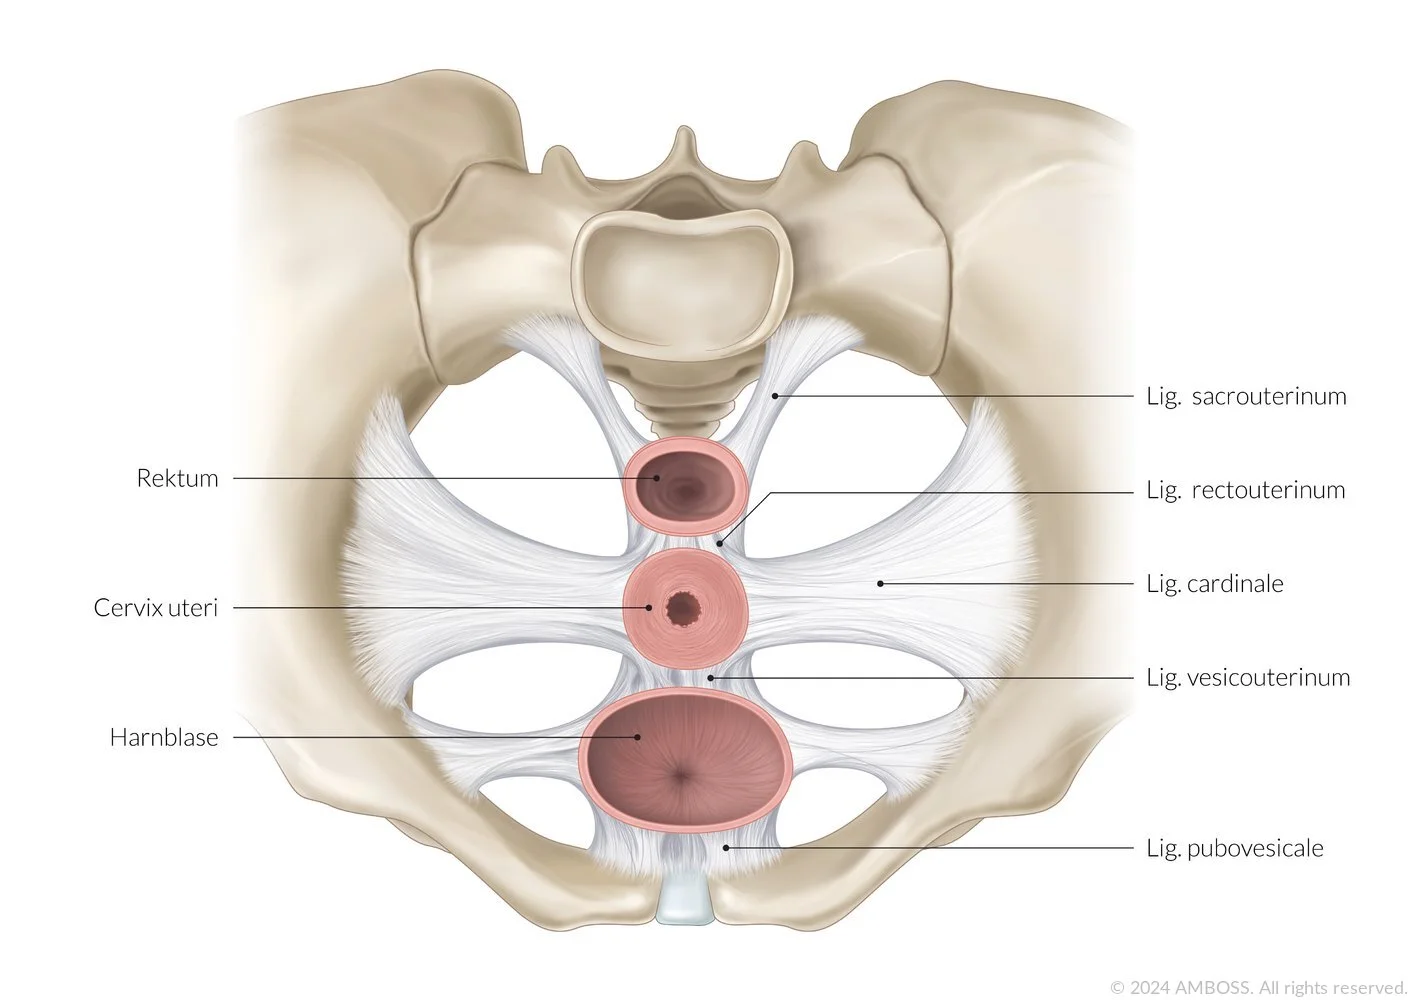 Lig. sacrouterinum
Rektum
Lig. rectouterinum
Lig. cardinale
Cervix uteri
Lig. vesicouterinum
Harnblase
Lig. pubovesicale
© 2024 AMBOSS. All rights reserved.